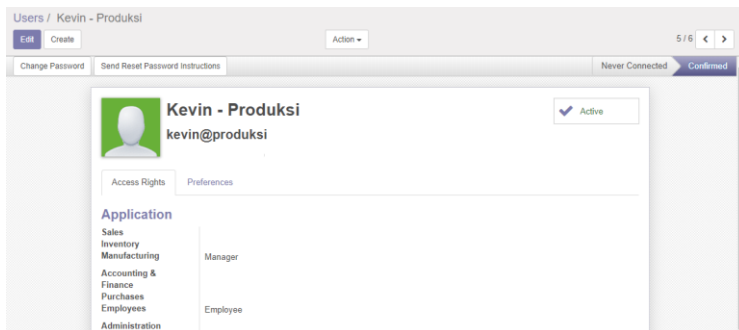 Users / Kevin - Produksi
Edit Create Action 5 / 6
Change Password Send Reset Password Instructions Never Connected Confirmed
Kevin - Produksi
Active
kevin@produksi
Access Rights Preferences
Application
Sales
Inventory
Manufacturing Manager
Accounting &
Finance
Purchases
Employees Employee
Administration